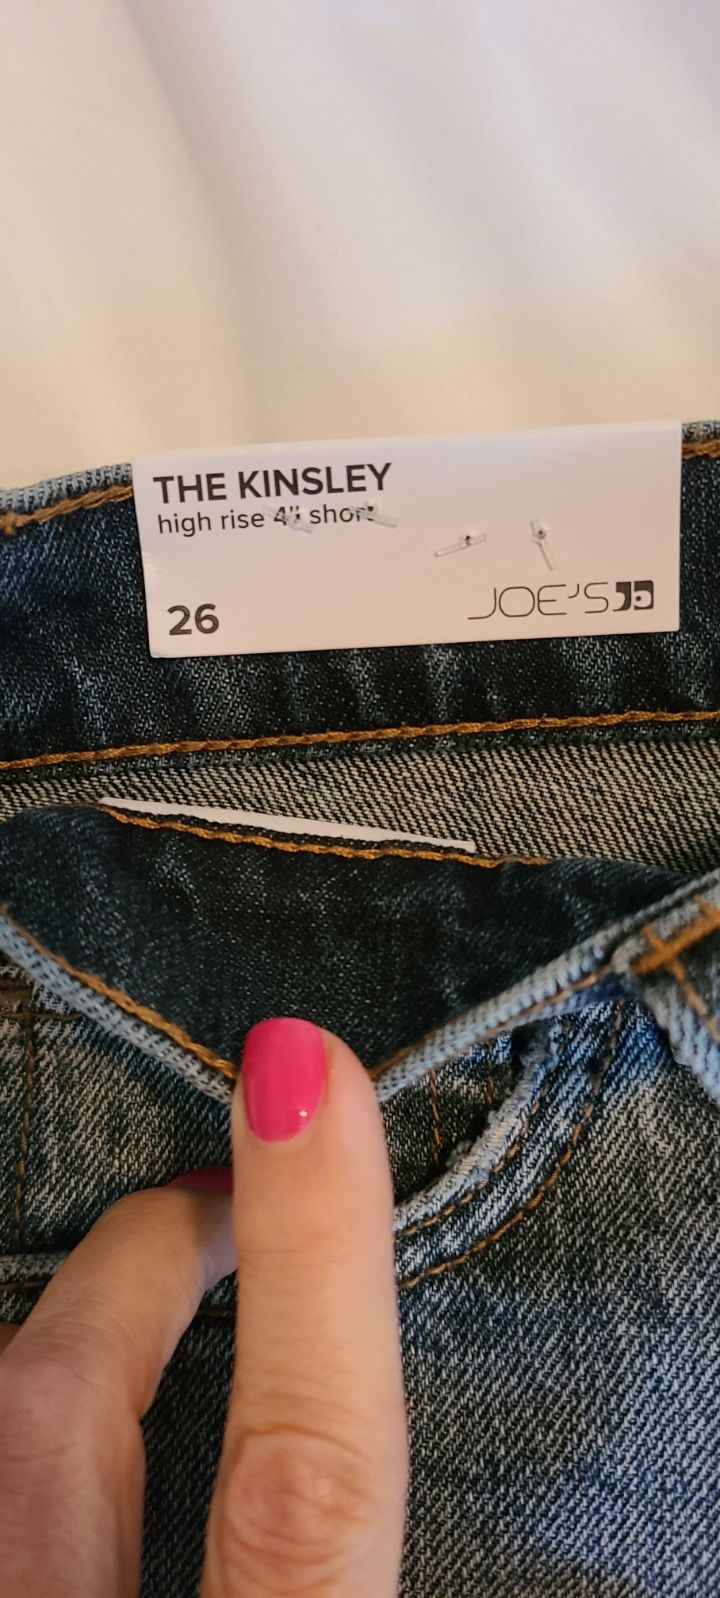 THE KINSLEY
high rise 4" short
26
JOE'S